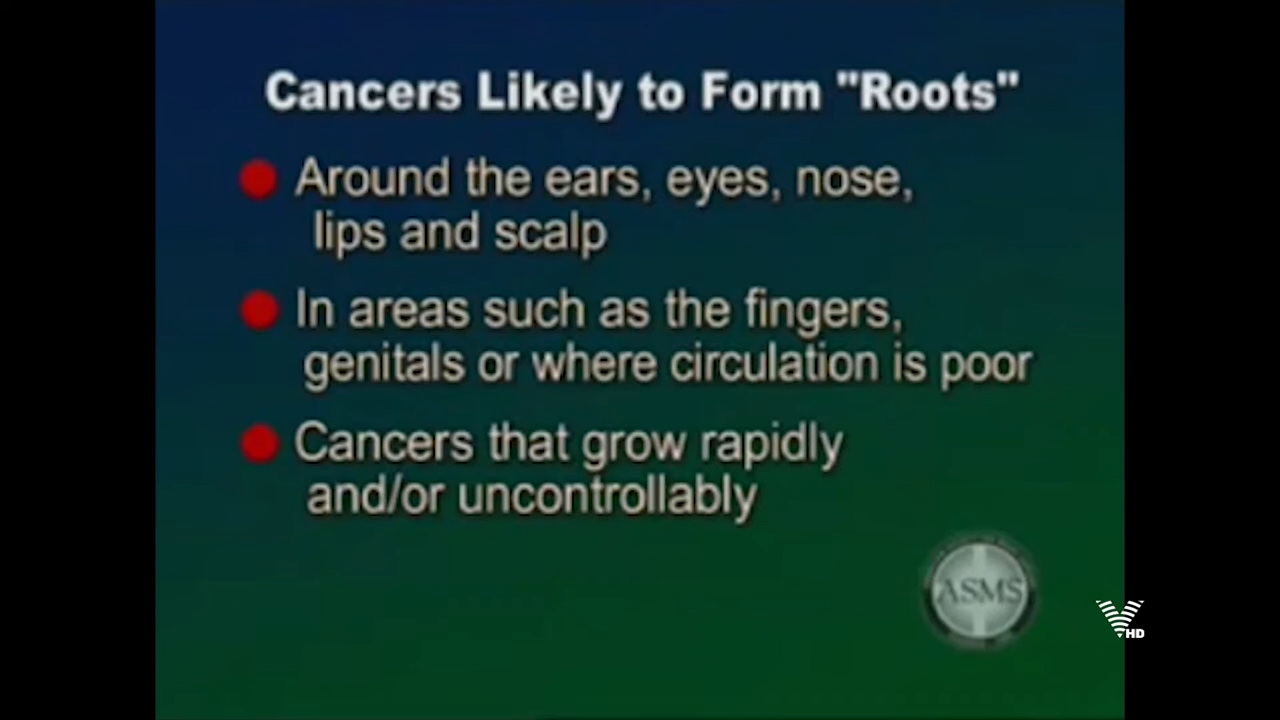 Cancers Likely to Form "Roots"
Around the ears, eyes, nose,
lips and scalp
In areas such as the fingers,
genitals or where circulation is poor
Cancers that grow rapidly
and/or uncontrollably
ASMS
HD